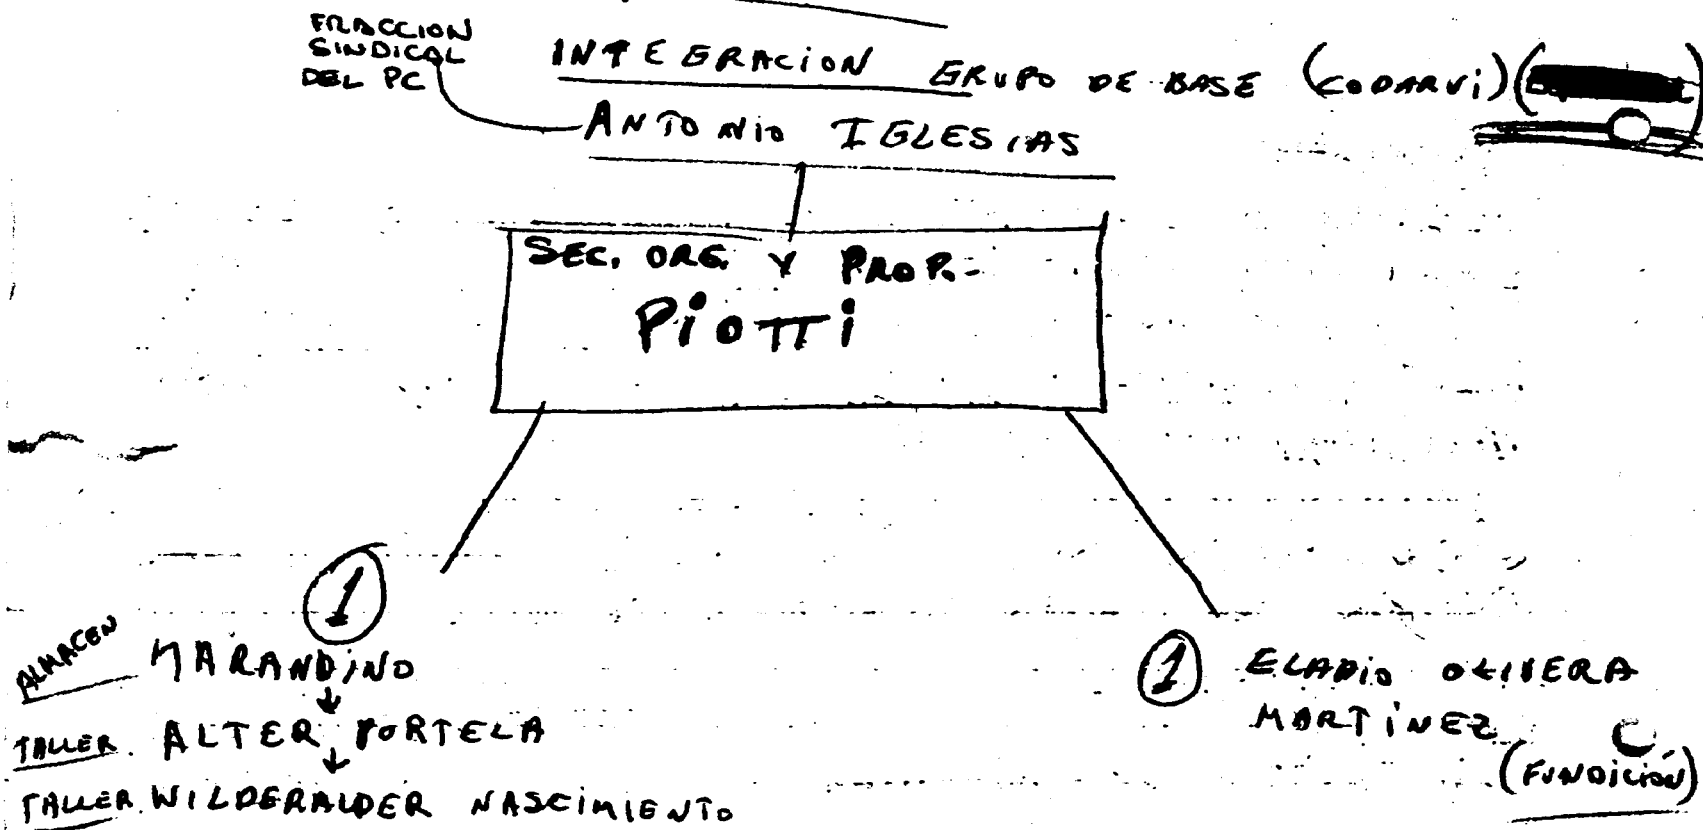 FRACCION
SINDICAL
DEL PC
INTEGRACION GRUPO DE BASE (CODARVI)
ANTONIO IGLESIAS
SEC. ORG. Y PROP.-
PIOTTI
1
ALMACEN MARANDINO
TALLER. ALTER PORTELA
TALLER. WILDERALDER NASCIMIENTO
1 ELADIO OLIVERA
MARTINEZ
(FUNDICIÓN)